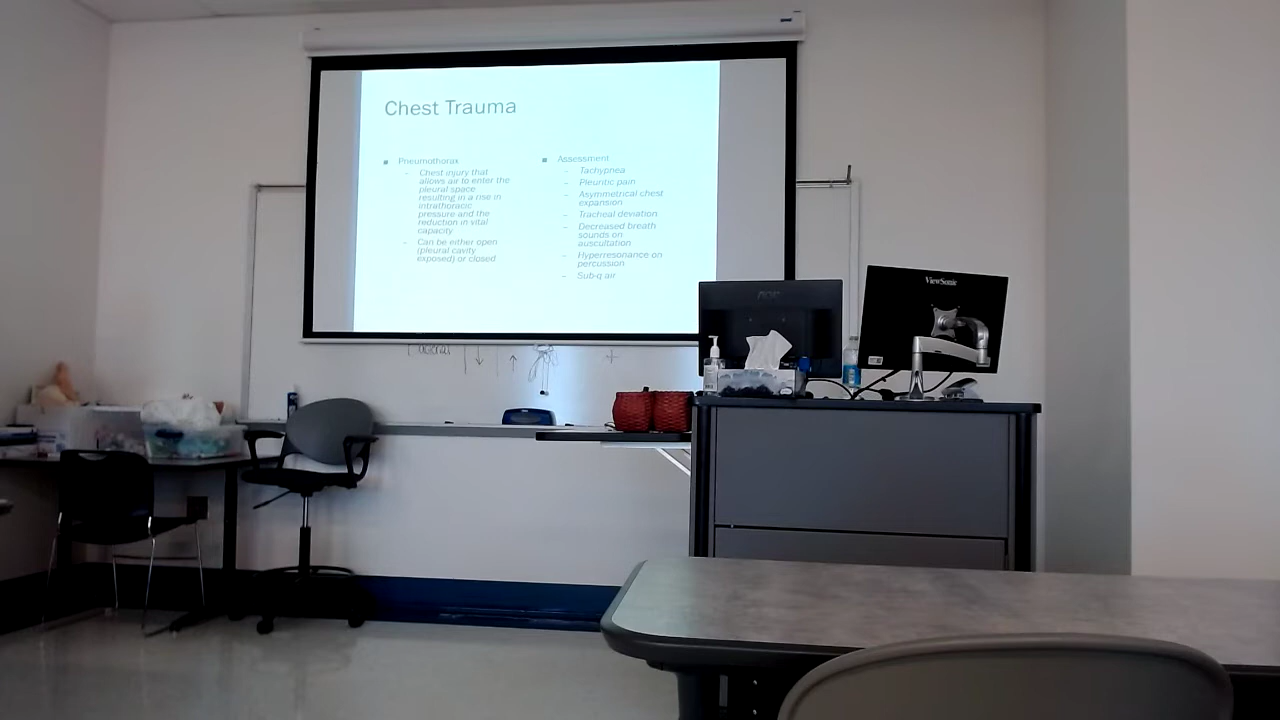 Chest Trauma
■ Pneumothorax
– Chest injury that
allows air to enter the
pleural space
resulting in a rise in
intrathoracic
pressure and the
reduction in vital
capacity
– Can be either open
(pleural cavity
exposed) or closed
■ Assessment
– Tachypnea
– Pleuritic pain
– Asymmetrical chest
expansion
– Tracheal deviation
– Decreased breath
sounds on
auscultation
– Hyperresonance on
percussion
– Sub-q air
ViewSonic